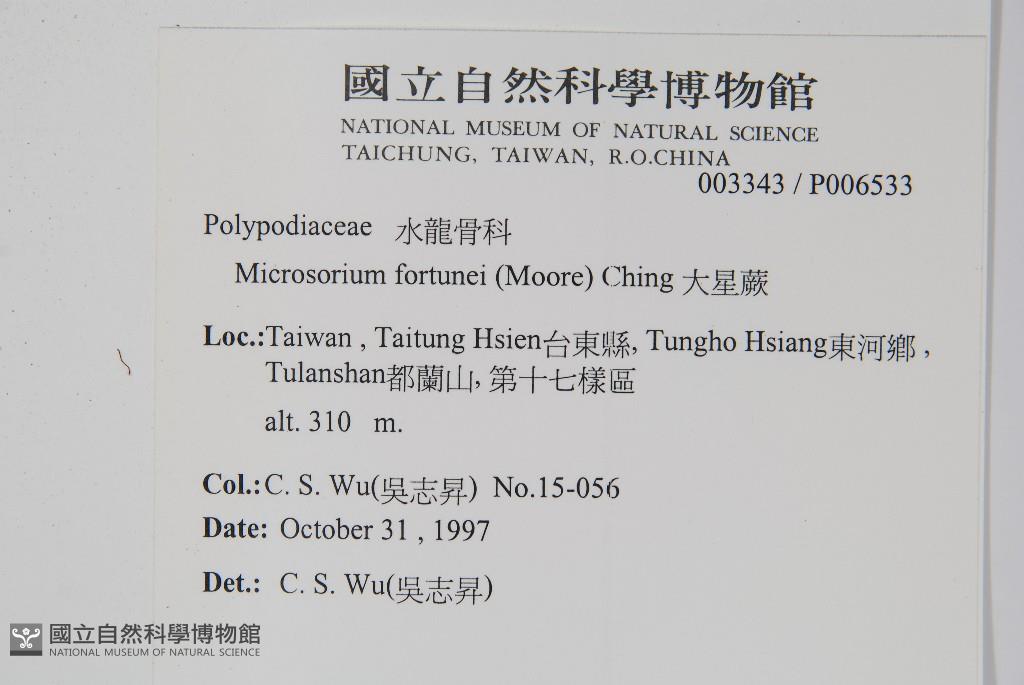 國立自然科學博物館
NATIONAL MUSEUM OF NATURAL SCIENCE
TAICHUNG, TAIWAN, R.O.CHINA
003343 / P006533
Polypodiaceae 水龍骨科
Microsorium fortunei (Moore) Ching 大星蕨
Loc.:Taiwan , Taitung Hsien台東縣, Tungho Hsiang東河鄉 ,
Tulanshan都蘭山, 第十七樣區
alt. 310 m.
Col.:C. S. Wu(吳志昇) No.15-056
Date: October 31 , 1997
Det.: C. S. Wu(吳志昇)
國立自然科學博物館
NATIONAL MUSEUM OF NATURAL SCIENCE